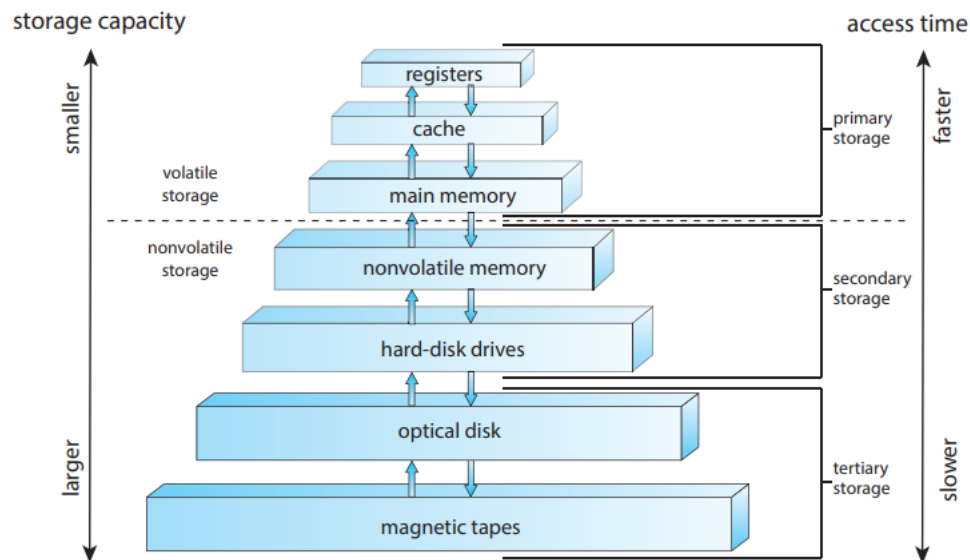 storage capacity
access time
smaller
registers
cache
primary
storage
faster
volatile
storage
main memory
nonvolatile
storage
nonvolatile memory
secondary
storage
hard-disk drives
optical disk
larger
tertiary
storage
slower
magnetic tapes